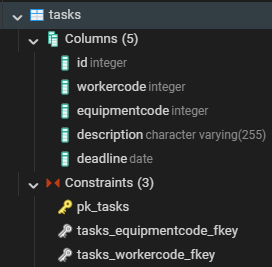 tasks
Columns (5)
id integer
workercode integer
equipmentcode integer
description character varying(255)
deadline date
Constraints (3)
pk_tasks
tasks_equipmentcode_fkey
tasks_workercode_fkey